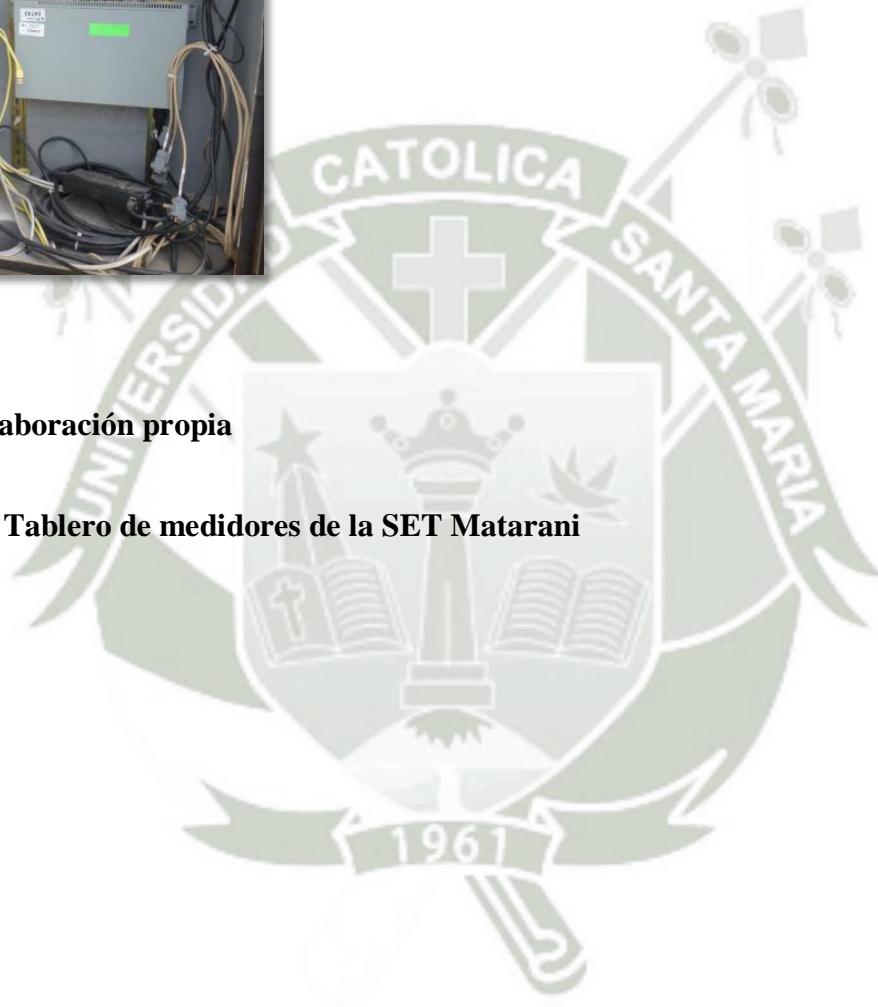 aboración propia
Tablero de medidores de la SET Matarani
UNIVERSIDAD CATOLICA SANTA MARIA
1961